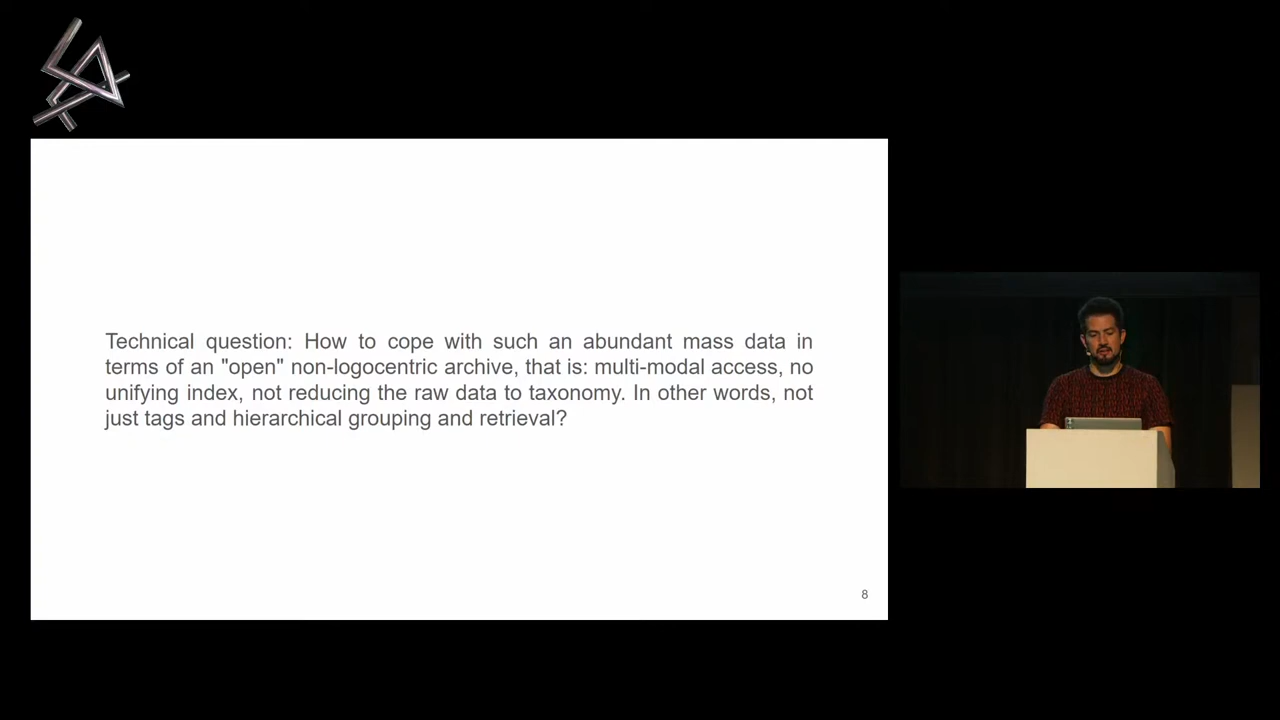 Technical question: How to cope with such an abundant mass data in
terms of an "open" non-logocentric archive, that is: multi-modal access, no
unifying index, not reducing the raw data to taxonomy. In other words, not
just tags and hierarchical grouping and retrieval?
8